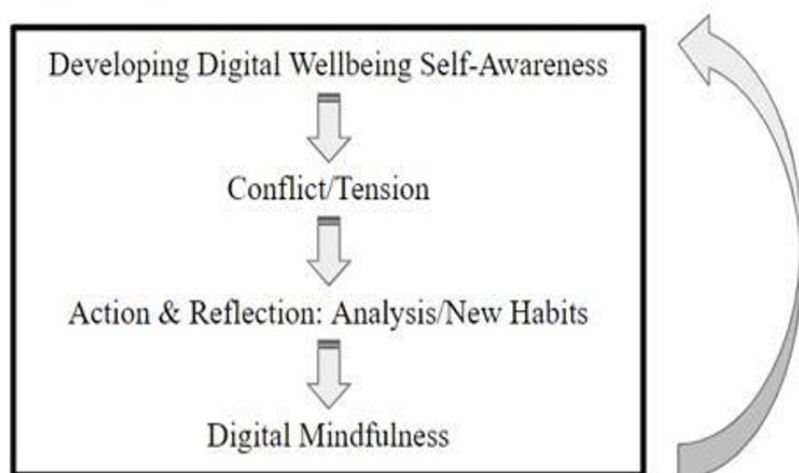 Developing Digital Wellbeing Self-Awareness
Conflict/Tension
Action & Reflection: Analysis/New Habits
Digital Mindfulness